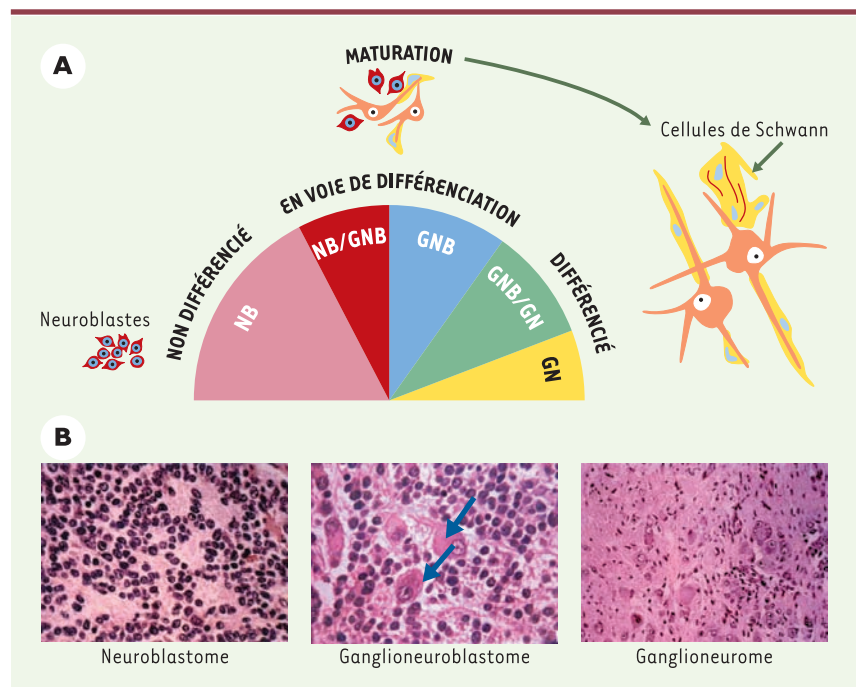 A
MATURATION
Cellules de Schwann
EN VOIE DE DIFFÉRENCIATION
NON DIFFÉRENCIÉ
DIFFÉRENCIÉ
Neuroblastes
NB
NB/GNB
GNB
GNB/GN
GN
B
Neuroblastome
Ganglioneuroblastome
Ganglioneurome